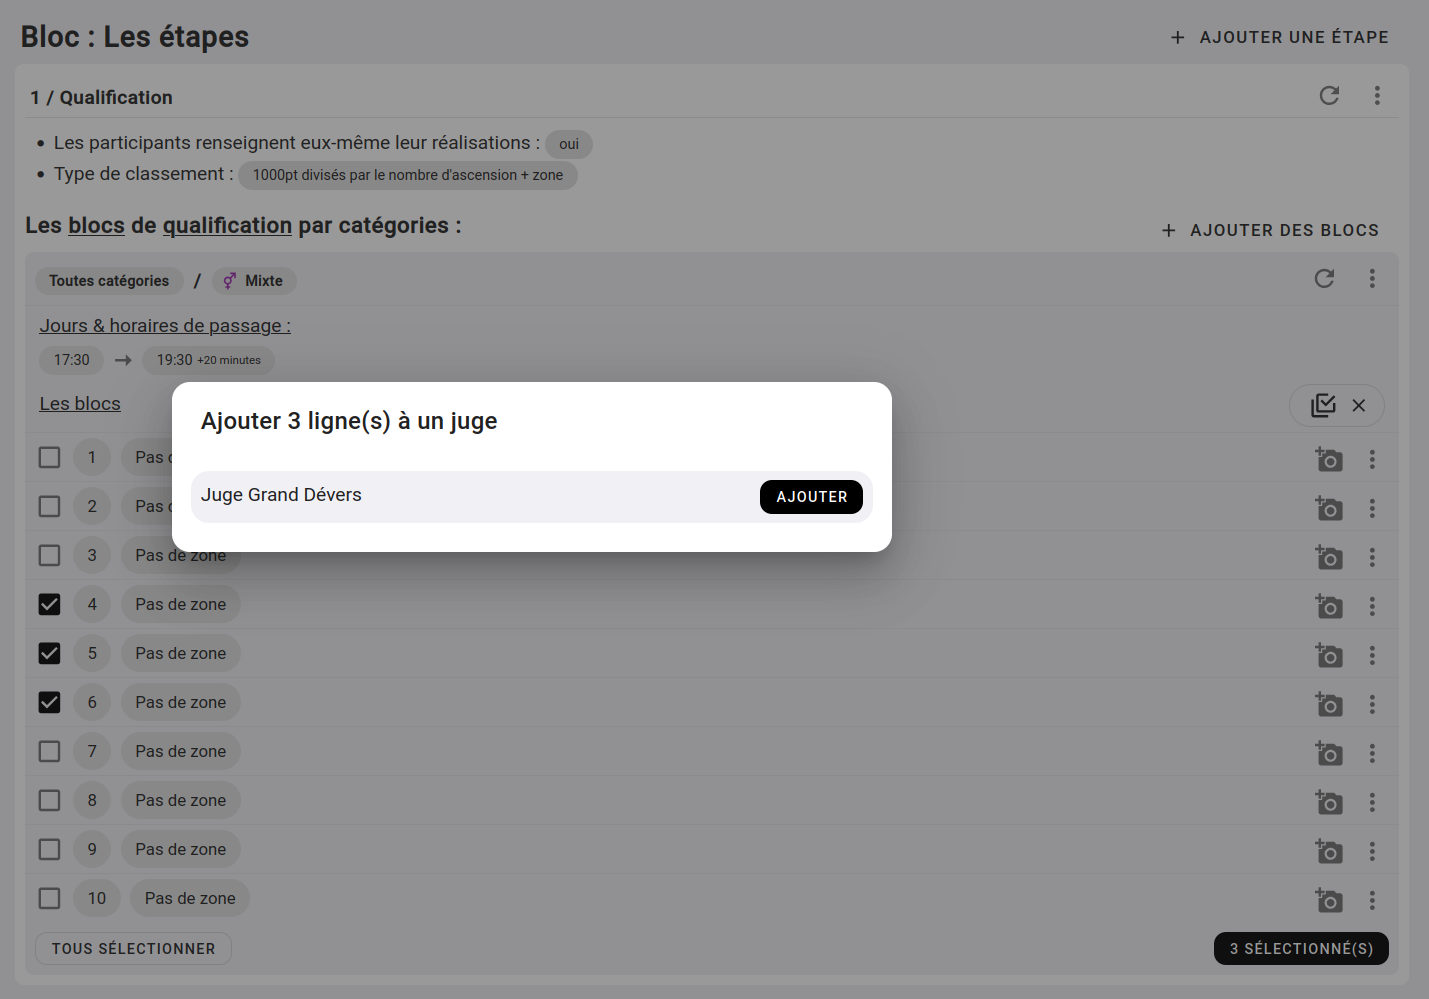 Bloc : Les étapes
+ AJOUTER UNE ÉTAPE
1 / Qualification
• Les participants renseignent eux-même leur réalisations : oui
• Type de classement : 1000pt divisés par le nombre d'ascension + zone
Les blocs de qualification par catégories :
+ AJOUTER DES BLOCS
Toutes catégories / Mixte
Jours & horaires de passage :
17:30 → 19:30 +20 minutes
Les blocs
Ajouter 3 ligne(s) à un juge
Juge Grand Dévers AJOUTER
1 Pas
2 Pas
3 Pas de zone
4 Pas de zone
5 Pas de zone
6 Pas de zone
7 Pas de zone
8 Pas de zone
9 Pas de zone
10 Pas de zone
TOUS SÉLECTIONNER
3 SÉLECTIONNÉ(S)